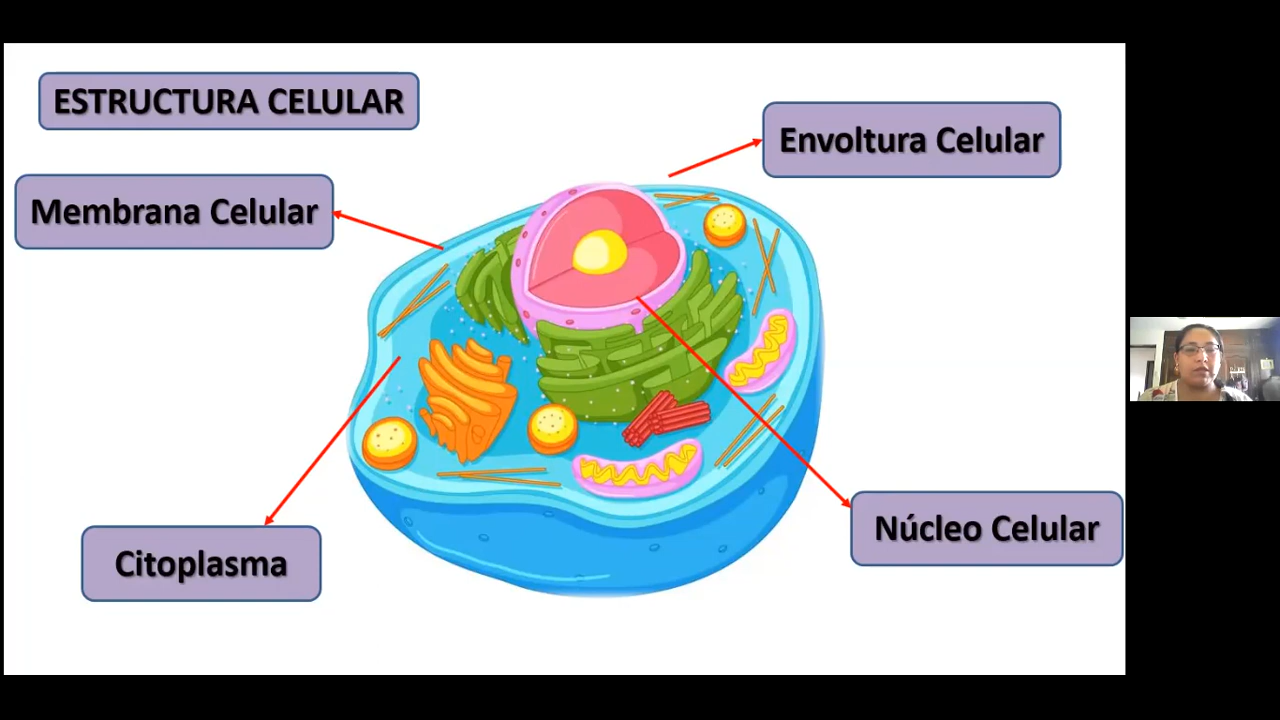 ESTRUCTURA CELULAR
Envoltura Celular
Membrana Celular
Núcleo Celular
Citoplasma